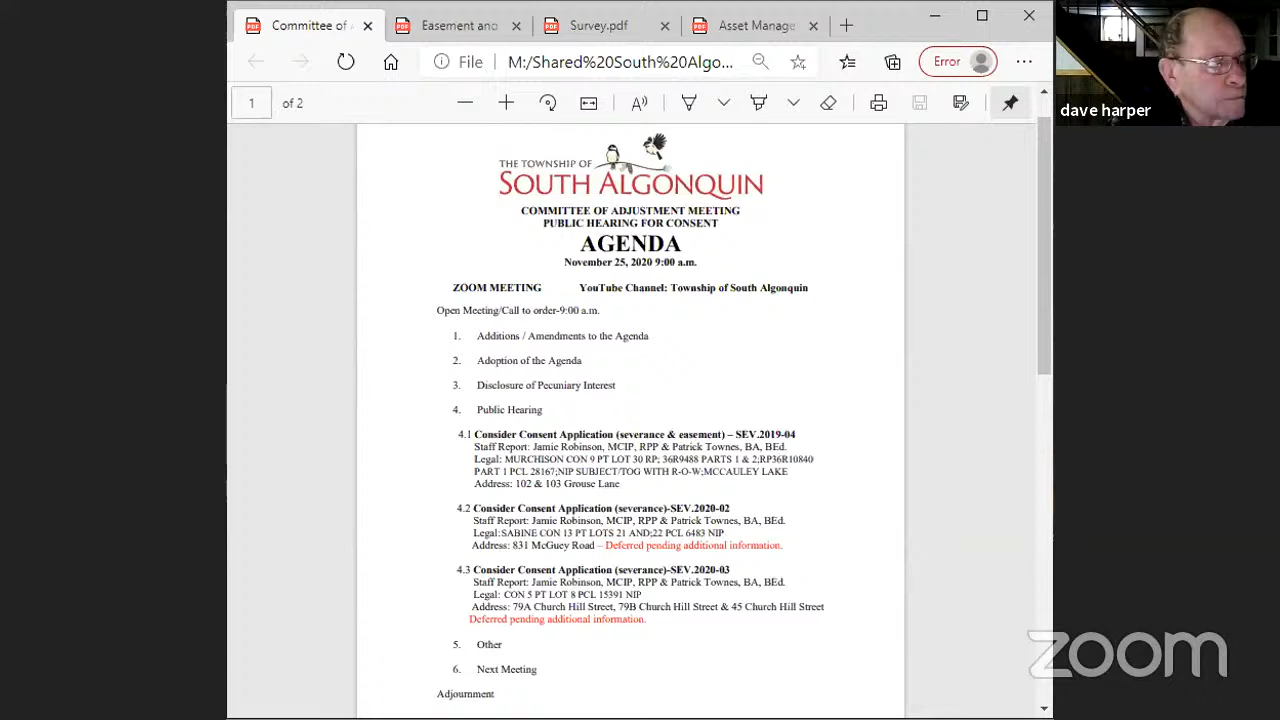 Committee of A
Easement and
Survey.pdf
Asset Manage
File
M:/Shared%20South%20Algo...
Error
1
of 2
dave harper
THE TOWNSHIP OF
SOUTH ALGONQUIN
COMMITTEE OF ADJUSTMENT MEETING
PUBLIC HEARING FOR CONSENT
AGENDA
November 25, 2020 9:00 a.m.
ZOOM MEETING YouTube Channel: Township of South Algonquin
Open Meeting/Call to order-9:00 a.m.
1. Additions / Amendments to the Agenda
2. Adoption of the Agenda
3. Disclosure of Pecuniary Interest
4. Public Hearing
4.1 Consider Consent Application (severance & easement) – SEV.2019-04
Staff Report: Jamie Robinson, MCIP, RPP & Patrick Townes, BA, BEd.
Legal: MURCHISON CON 9 PT LOT 30 RP; 36R9488 PARTS 1 & 2;RP36R10840
PART 1 PCL 28167;NIP SUBJECT/TOG WITH R-O-W;MCCAULEY LAKE
Address: 102 & 103 Grouse Lane
4.2 Consider Consent Application (severance)-SEV.2020-02
Staff Report: Jamie Robinson, MCIP, RPP & Patrick Townes, BA, BEd.
Legal:SABINE CON 13 PT LOTS 21 AND;22 PCL 6483 NIP
Address: 831 McGuey Road – Deferred pending additional information.
4.3 Consider Consent Application (severance)-SEV.2020-03
Staff Report: Jamie Robinson, MCIP, RPP & Patrick Townes, BA, BEd.
Legal: CON 5 PT LOT 8 PCL 15391 NIP
Address: 79A Church Hill Street, 79B Church Hill Street & 45 Church Hill Street
Deferred pending additional information.
5. Other
6. Next Meeting
Adjournment
zoom